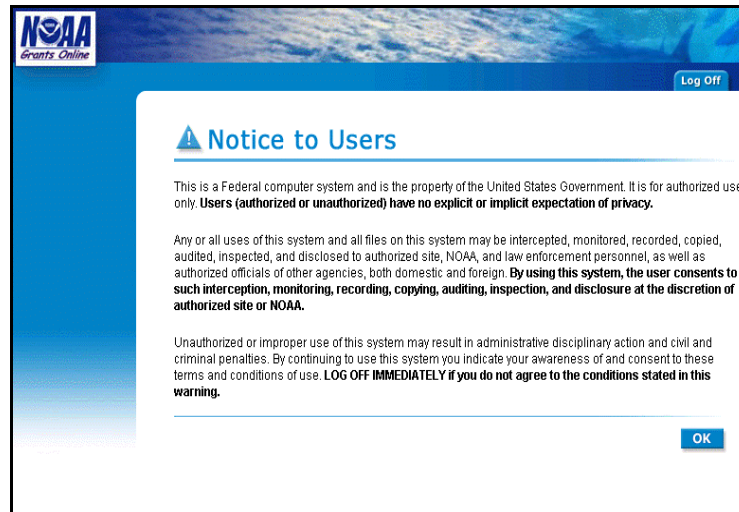 NOAA
Grants Online
Log Off
Notice to Users
This is a Federal computer system and is the property of the United States Government. It is for authorized use
only. Users (authorized or unauthorized) have no explicit or implicit expectation of privacy.
Any or all uses of this system and all files on this system may be intercepted, monitored, recorded, copied,
audited, inspected, and disclosed to authorized site, NOAA, and law enforcement personnel, as well as
authorized officials of other agencies, both domestic and foreign. By using this system, the user consents to
such interception, monitoring, recording, copying, auditing, inspection, and disclosure at the discretion of
authorized site or NOAA.
Unauthorized or improper use of this system may result in administrative disciplinary action and civil and
criminal penalties. By continuing to use this system you indicate your awareness of and consent to these
terms and conditions of use. LOG OFF IMMEDIATELY if you do not agree to the conditions stated in this
warning.
OK